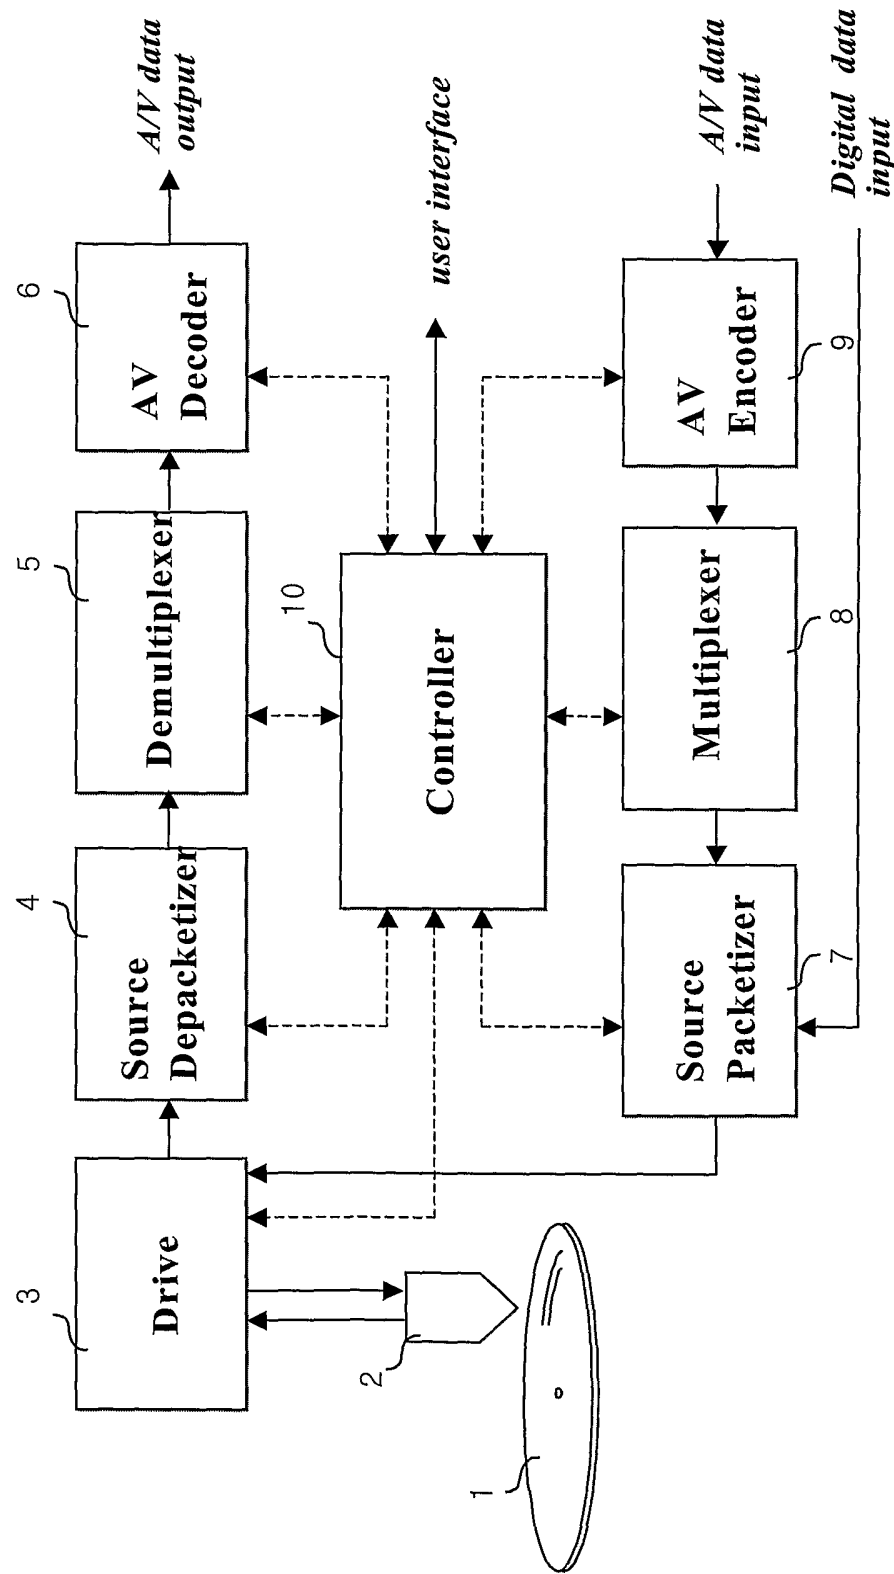 3
Drive
4
Source
Depacketizer
5
Demultiplexer
6
AV
Decoder
A/V data
output
2
1
10
Controller
user interface
Source
Packetizer
7
Multiplexer
8
AV
Encoder
9
A/V data
input
Digital data
input